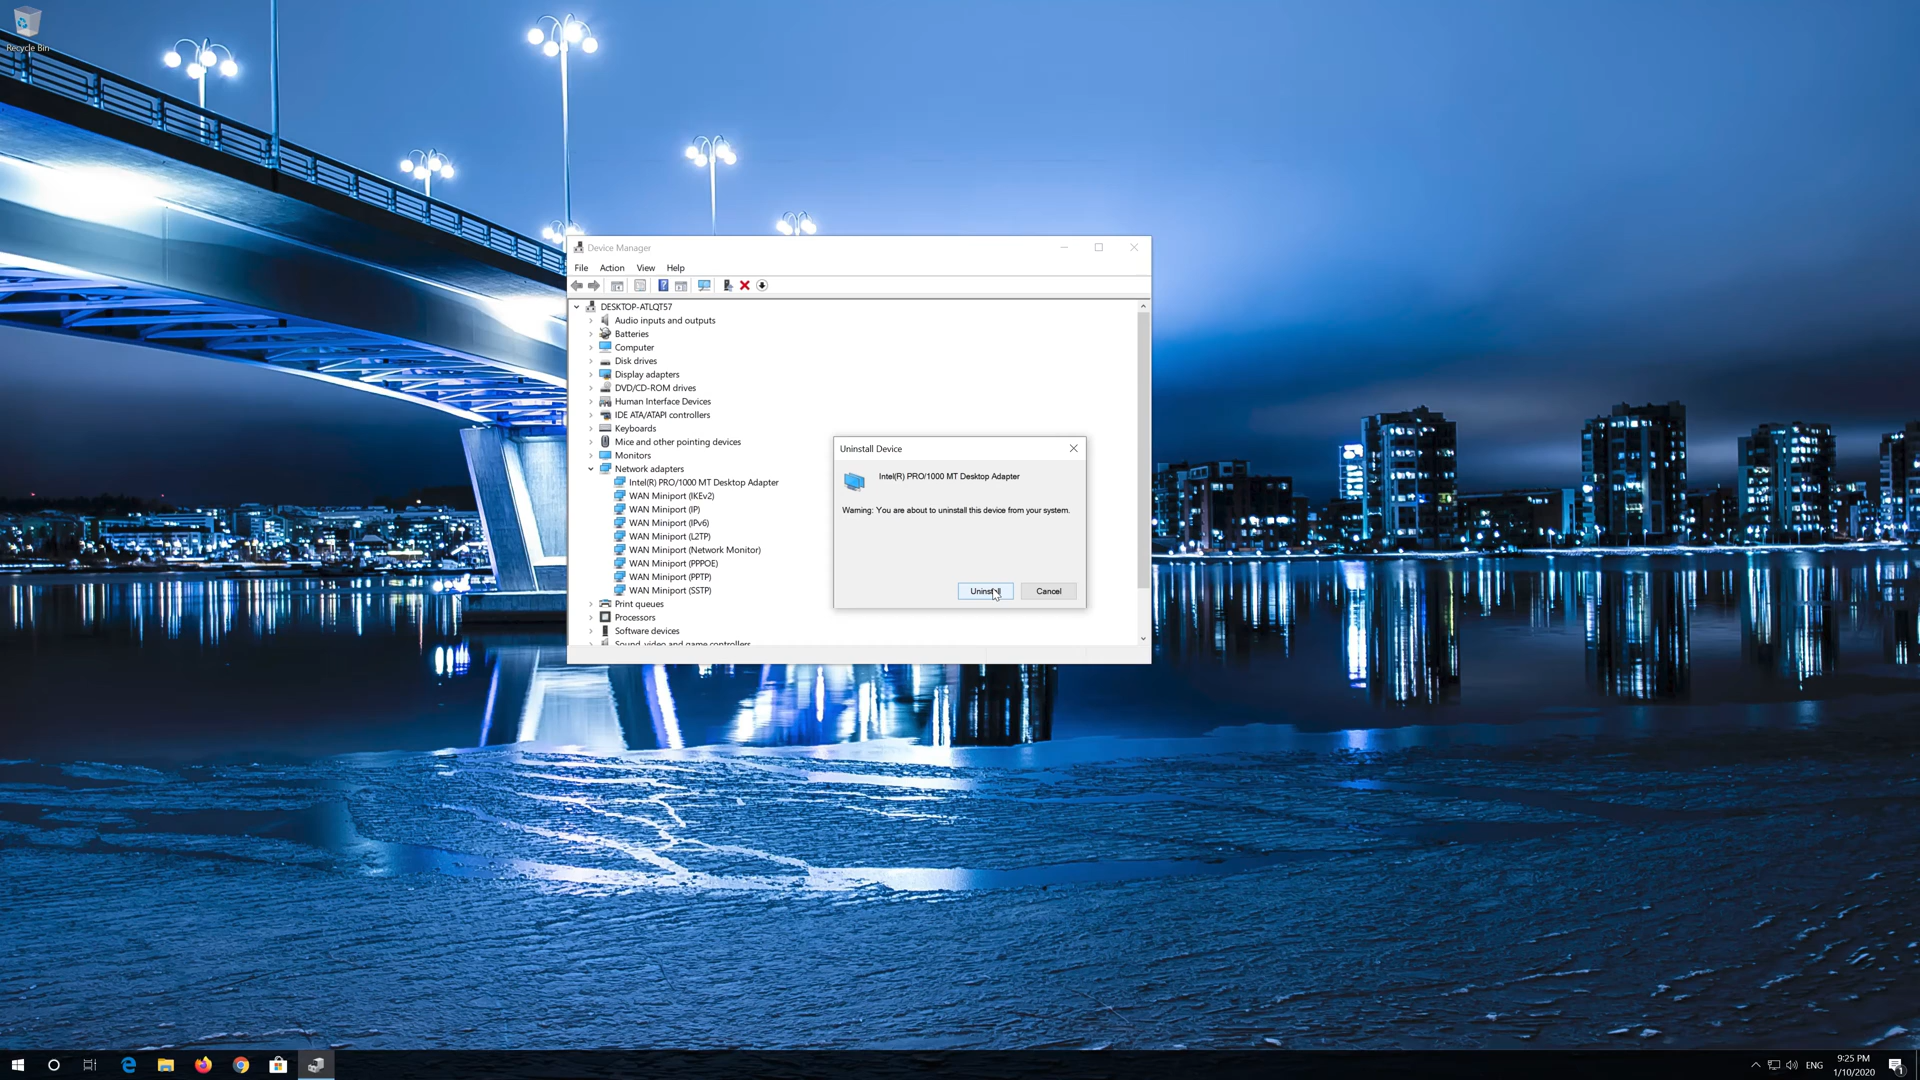 Recycle Bin
Device Manager
File Action View Help
DESKTOP-ATLQT57
Audio inputs and outputs
Batteries
Computer
Disk drives
Display adapters
DVD/CD-ROM drives
Human Interface Devices
IDE ATA/ATAPI controllers
Keyboards
Mice and other pointing devices
Monitors
Network adapters
Intel(R) PRO/1000 MT Desktop Adapter
WAN Miniport (IKEv2)
WAN Miniport (IP)
WAN Miniport (IPv6)
WAN Miniport (L2TP)
WAN Miniport (Network Monitor)
WAN Miniport (PPPOE)
WAN Miniport (PPTP)
WAN Miniport (SSTP)
Print queues
Processors
Software devices
Sound, video and game controllers
Uninstall Device
Intel(R) PRO/1000 MT Desktop Adapter
Warning: You are about to uninstall this device from your system.
Uninstall Cancel
ENG
9:25 PM
1/10/2020
1